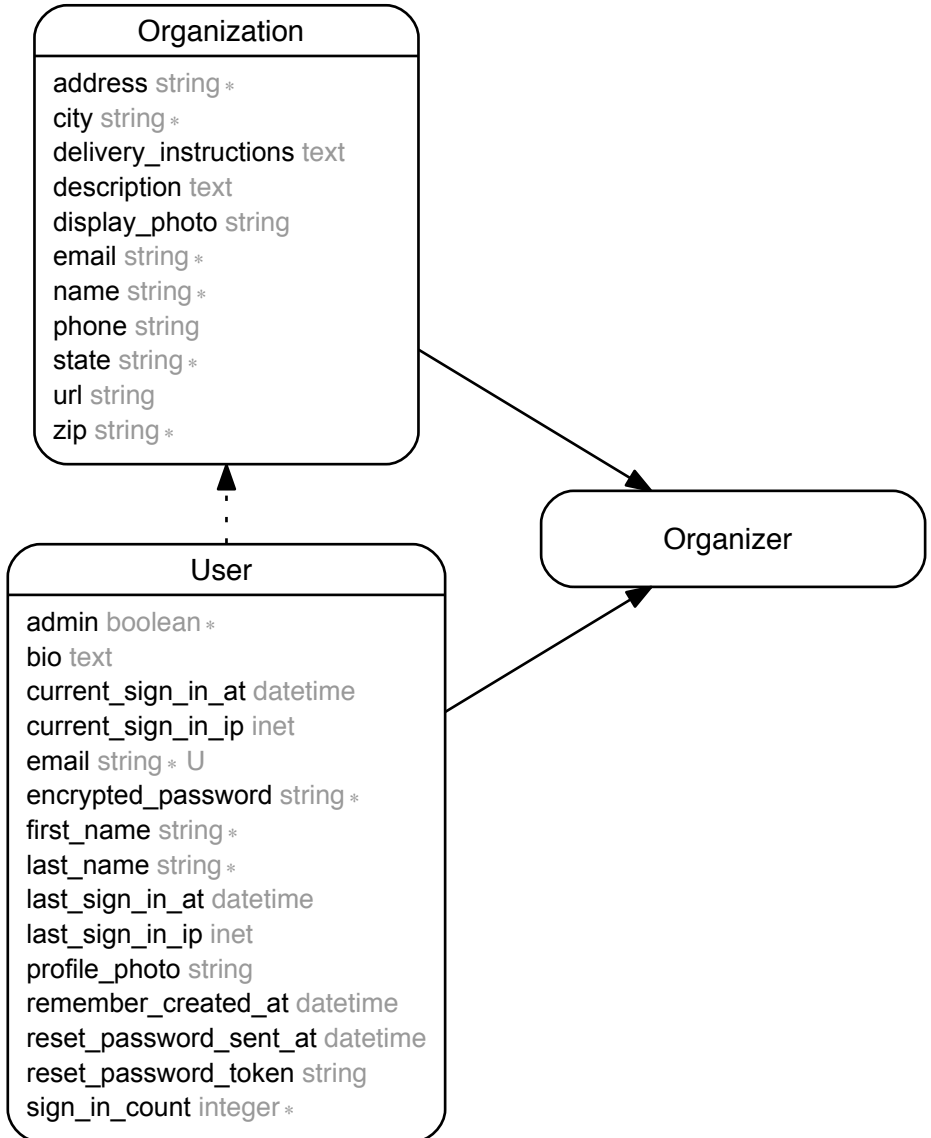 Organization
address string *
city string *
delivery_instructions text
description text
display_photo string
email string *
name string *
phone string
state string *
url string
zip string *
Organizer
User
admin boolean *
bio text
current_sign_in_at datetime
current_sign_in_ip inet
email string * U
encrypted_password string *
first_name string *
last_name string *
last_sign_in_at datetime
last_sign_in_ip inet
profile_photo string
remember_created_at datetime
reset_password_sent_at datetime
reset_password_token string
sign_in_count integer *